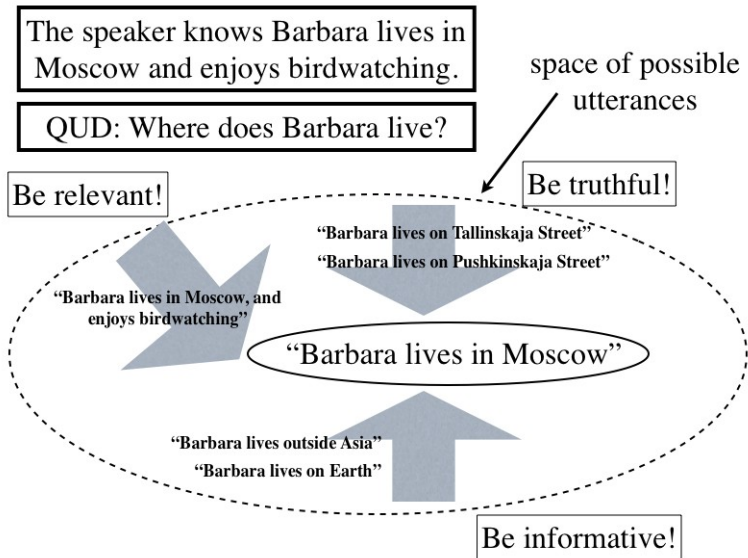 The speaker knows Barbara lives in
Moscow and enjoys birdwatching.
QUD: Where does Barbara live?
space of possible
utterances
Be relevant!
Be truthful!
“Barbara lives on Tallinskaja Street”
“Barbara lives on Pushkinskaja Street”
“Barbara lives in Moscow, and
enjoys birdwatching”
“Barbara lives in Moscow”
“Barbara lives outside Asia”
“Barbara lives on Earth”
Be informative!